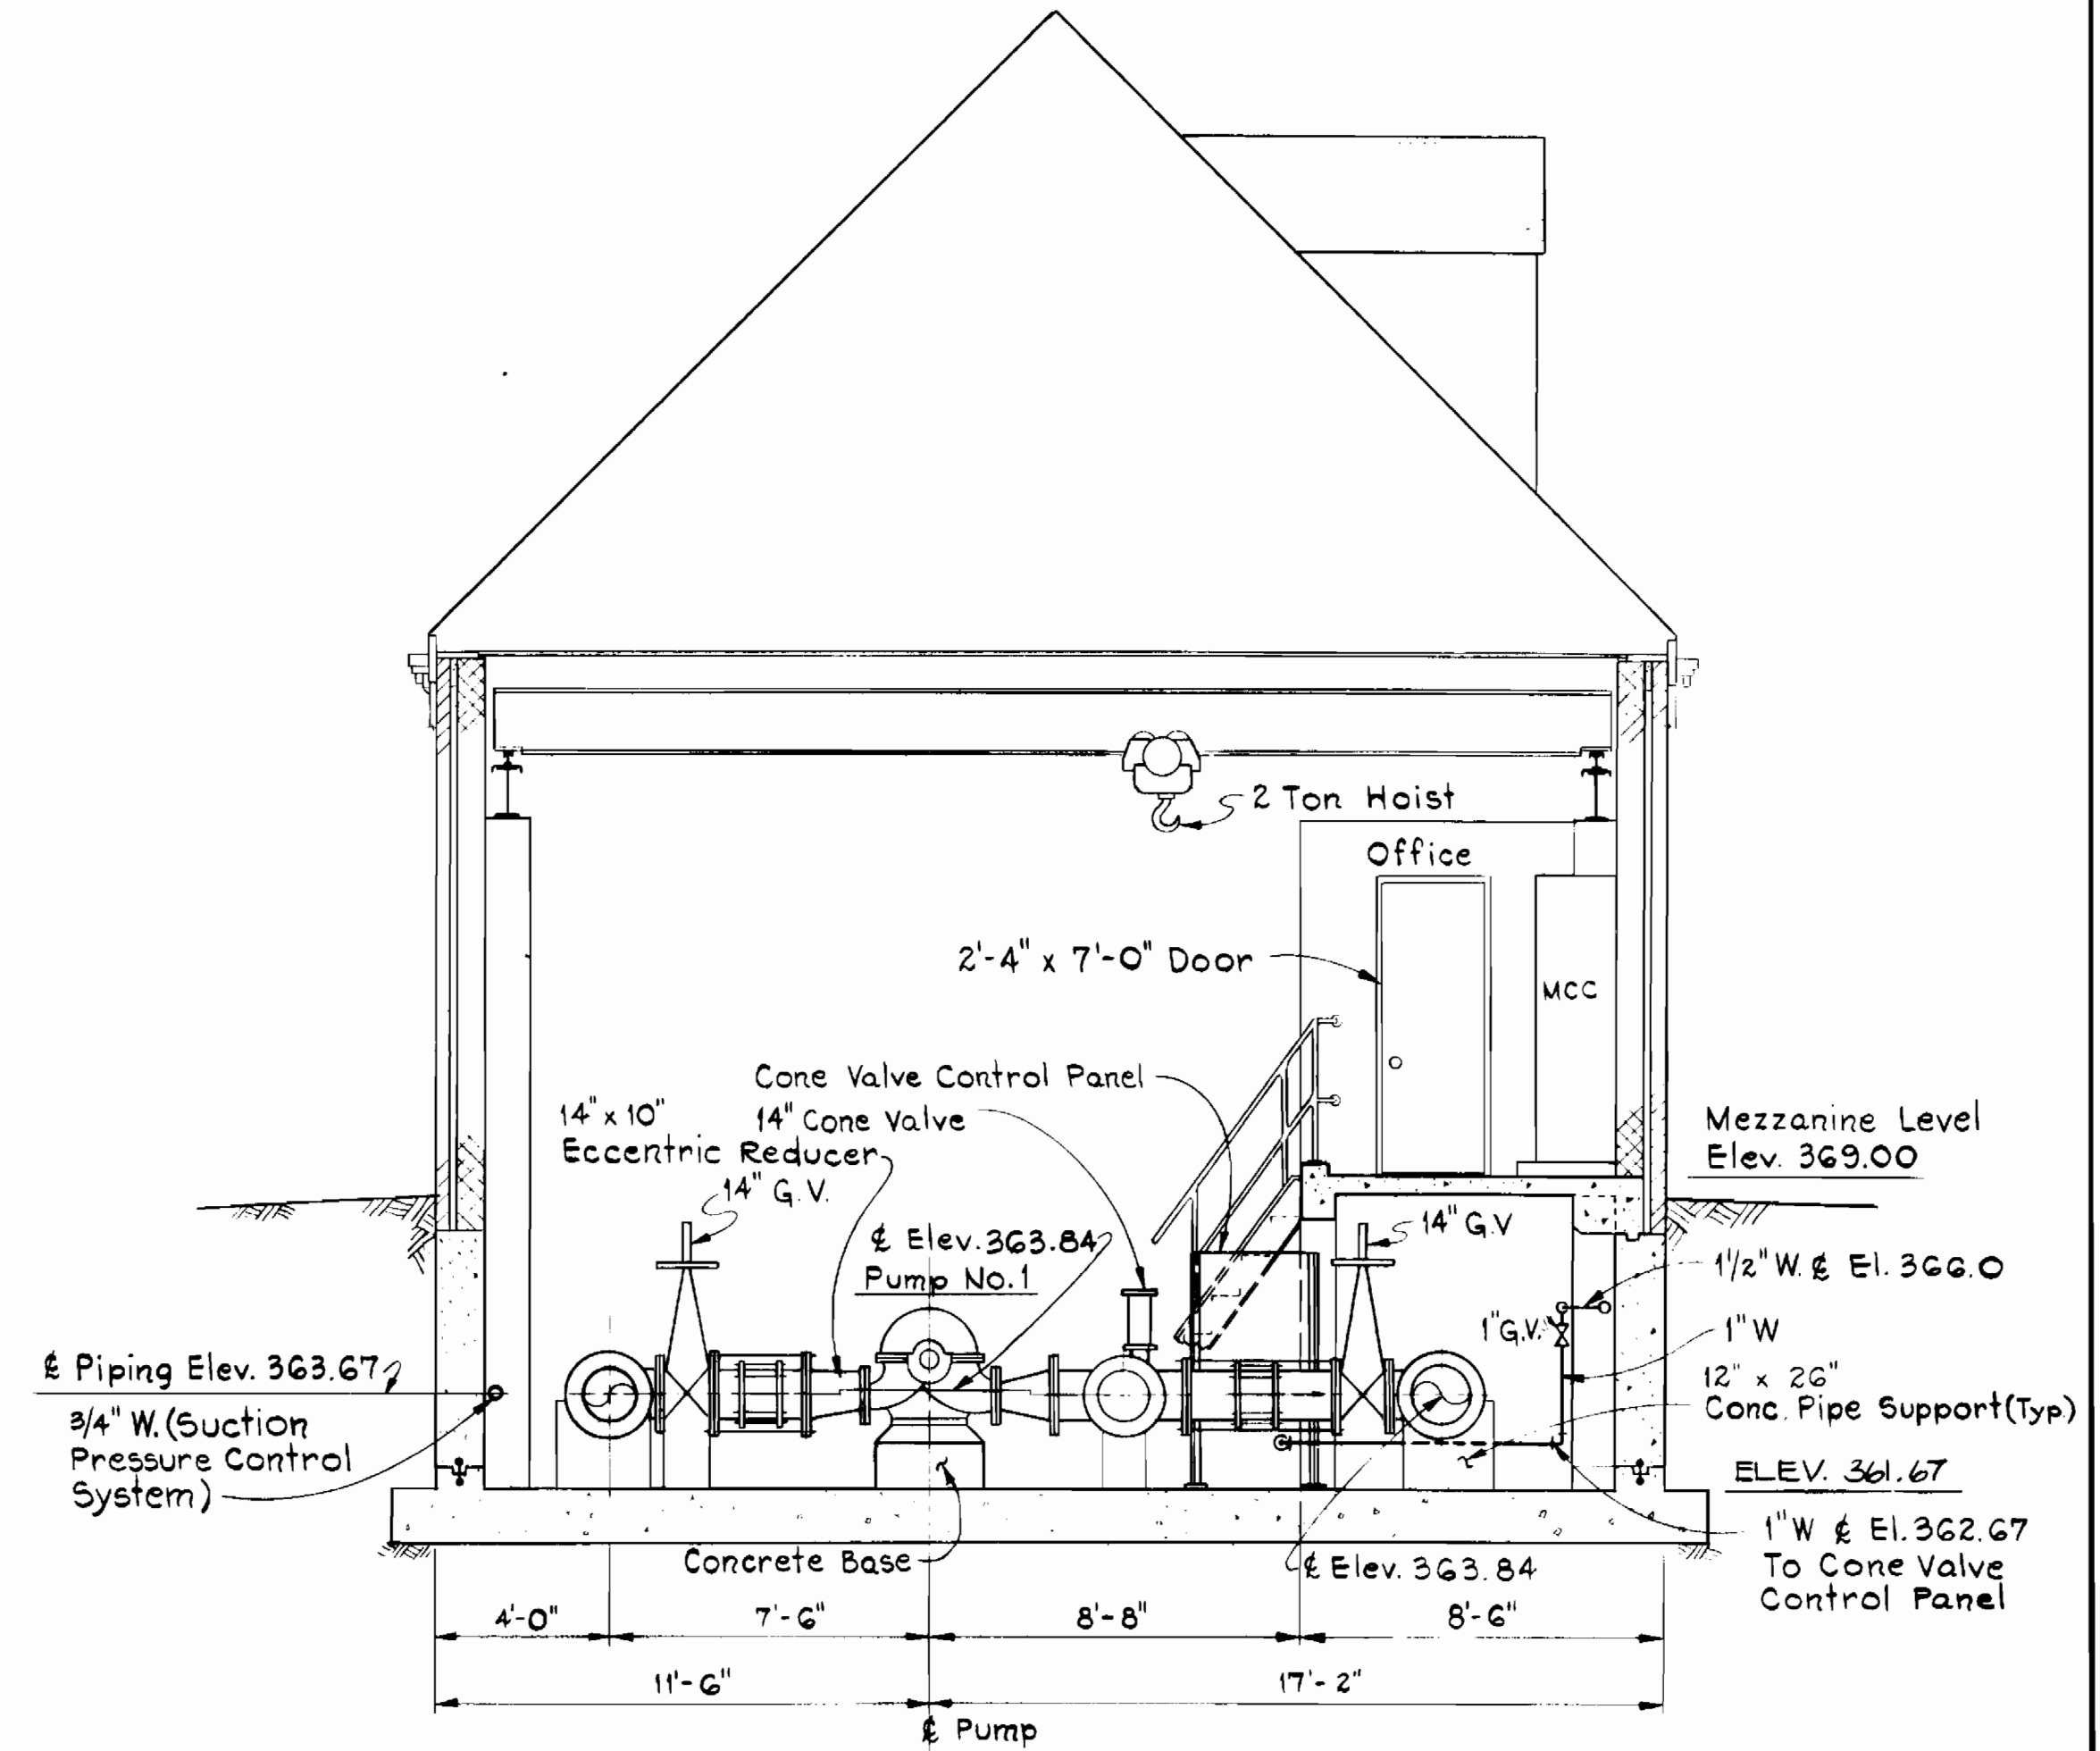 2 Ton Hoist
Office
2'-4" x 7'-0" Door
MCC
Cone Valve Control Panel
14" x 10"
Eccentric Reducer
14" Cone Valve
14" G.V.
Mezzanine Level
Elev. 369.00
℄ Elev. 363.84
Pump No. 1
14" G.V
1 1/2" W. ℄ El. 366.0
1" G.V.
1" W
℄ Piping Elev. 363.67
3/4" W. (Suction
Pressure Control
System)
12" x 26"
Conc. Pipe Support (Typ.)
ELEV. 361.67
1" W ℄ El. 362.67
To Cone Valve
Control Panel
Concrete Base
℄ Elev. 363.84
4'-0"
7'-6"
8'-8"
8'-6"
11'-6"
17'-2"
℄ Pump